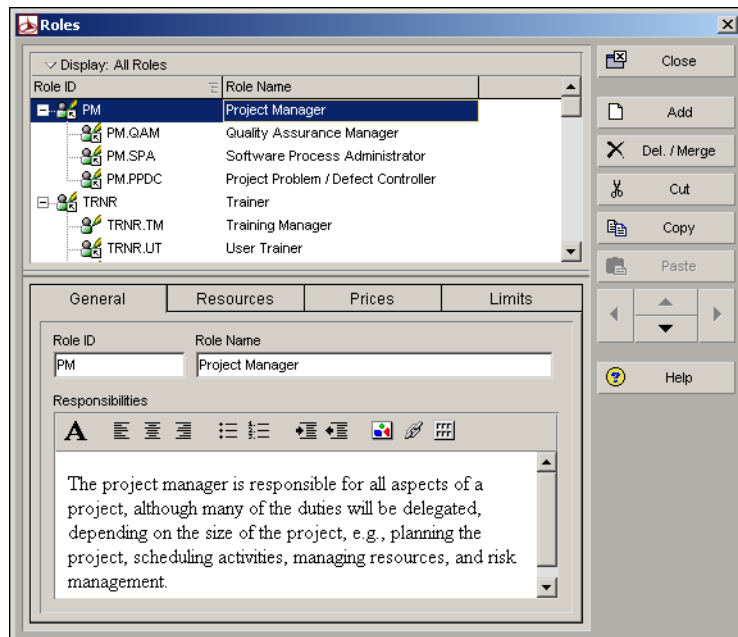 Roles
Display: All Roles
Role ID Role Name
PM Project Manager
PM.QAM Quality Assurance Manager
PM.SPA Software Process Administrator
PM.PPDC Project Problem / Defect Controller
TRNR Trainer
TRNR.TM Training Manager
TRNR.UT User Trainer
Close
Add
Del. / Merge
Cut
Copy
Paste
Help
General Resources Prices Limits
Role ID Role Name
PM Project Manager
Responsibilities
A
The project manager is responsible for all aspects of a
project, although many of the duties will be delegated,
depending on the size of the project, e.g., planning the
project, scheduling activities, managing resources, and risk
management.